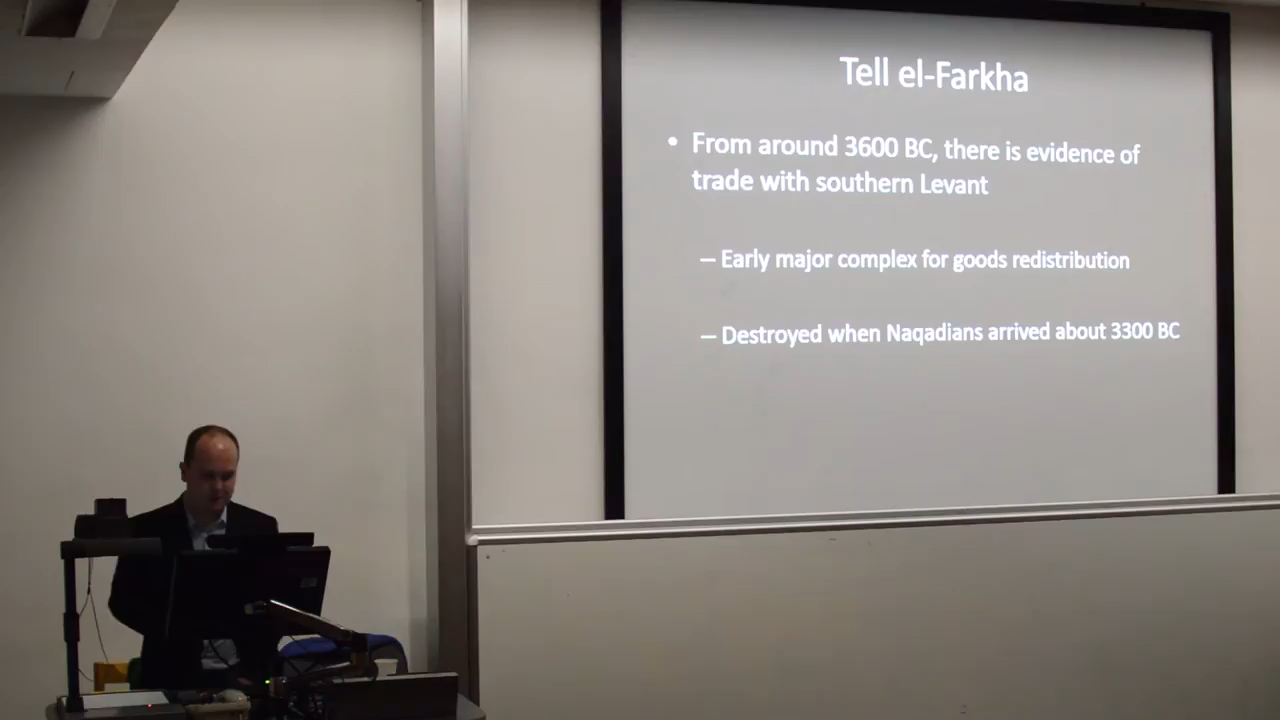 Tell el-Farkha
• From around 3600 BC, there is evidence of
trade with southern Levant
– Early major complex for goods redistribution
– Destroyed when Naqadians arrived about 3300 BC